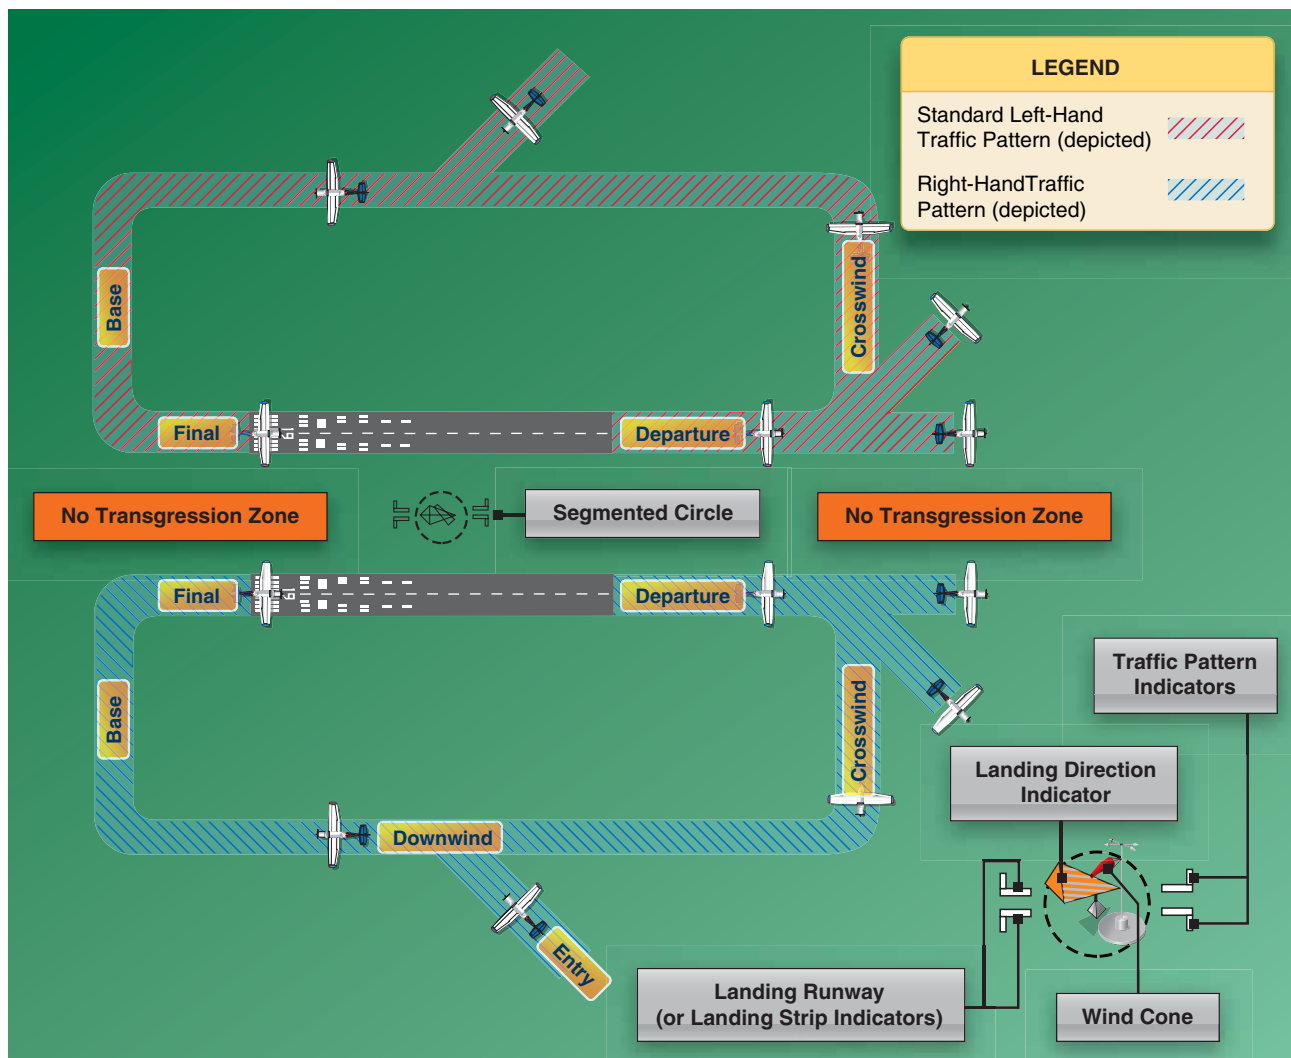 LEGEND
Standard Left-Hand
Traffic Pattern (depicted)
Right-HandTraffic
Pattern (depicted)
Base
Crosswind
Final
19
Departure
No Transgression Zone
Segmented Circle
No Transgression Zone
Final
19
Departure
Base
Crosswind
Downwind
Entry
Traffic Pattern
Indicators
Landing Direction
Indicator
Landing Runway
(or Landing Strip Indicators)
Wind Cone